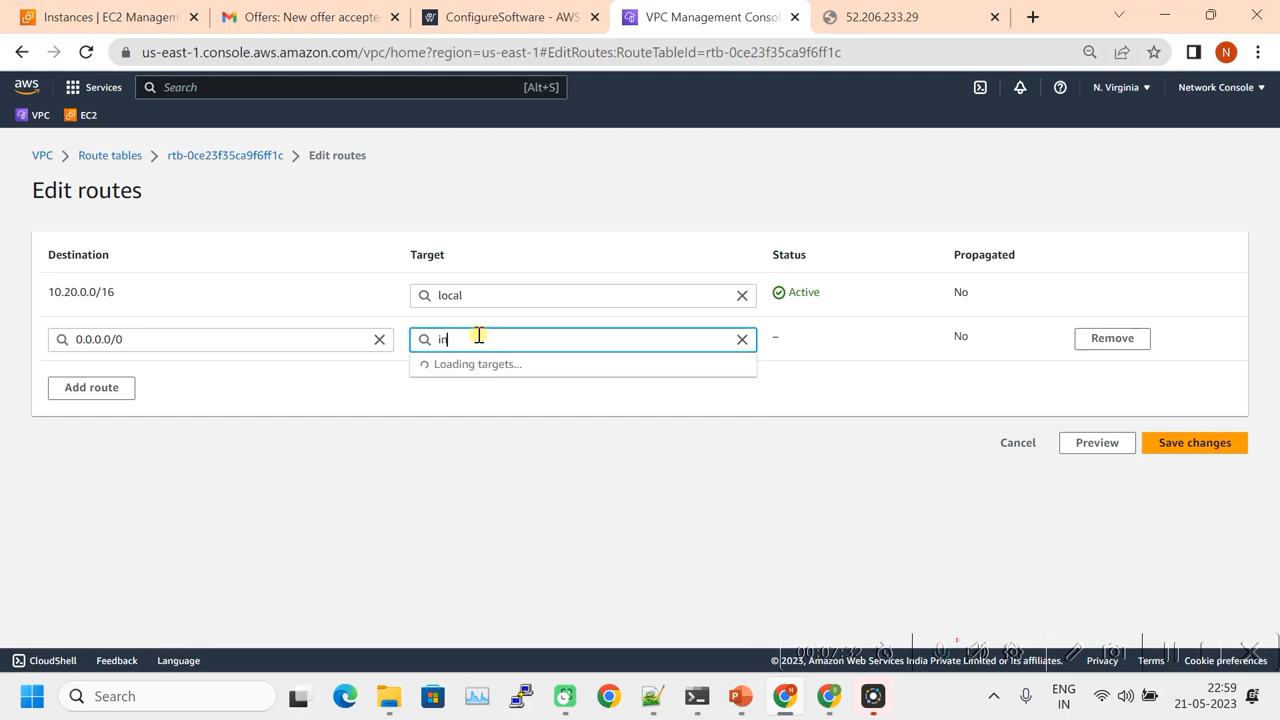 Instances | EC2 Managem
Offers: New offer accepte
ConfigureSoftware - AWS
VPC Management Consol
52.206.233.29
us-east-1.console.aws.amazon.com/vpc/home?region=us-east-1#EditRoutes:RouteTableId=rtb-0ce23f35ca9f6ff1c
N
aws
Services
Search
[Alt+S]
N. Virginia
Network Console
VPC
EC2
VPC
Route tables
rtb-0ce23f35ca9f6ff1c
Edit routes
Edit routes
Destination
Target
Status
Propagated
10.20.0.0/16
local
Active
No
0.0.0.0/0
in
–
No
Remove
Loading targets...
Add route
Cancel
Preview
Save changes
00:07:32
CloudShell
Feedback
Language
© 2023, Amazon Web Services India Private Limited or its affiliates.
Privacy
Terms
Cookie preferences
Search
ENG
IN
22:59
21-05-2023